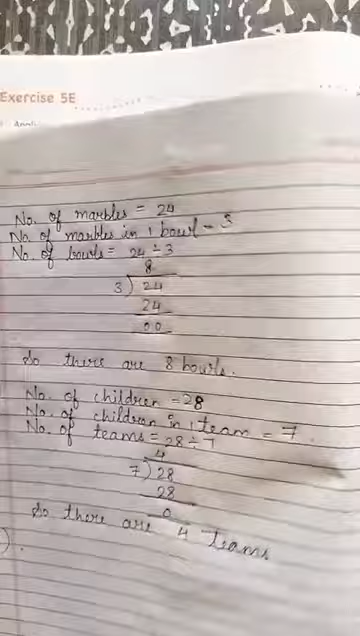 Exercise 5E
No. of marbles = 24
No. of marbles in 1 bowl = 3
No. of bowls = 24 ÷ 3
8
3) 24
24
00
So there are 8 bowls.
No. of children = 28
No. of children in 1 team = 7.
No. of teams = 28 ÷ 7
4
7) 28
28
0
So there are 4 teams